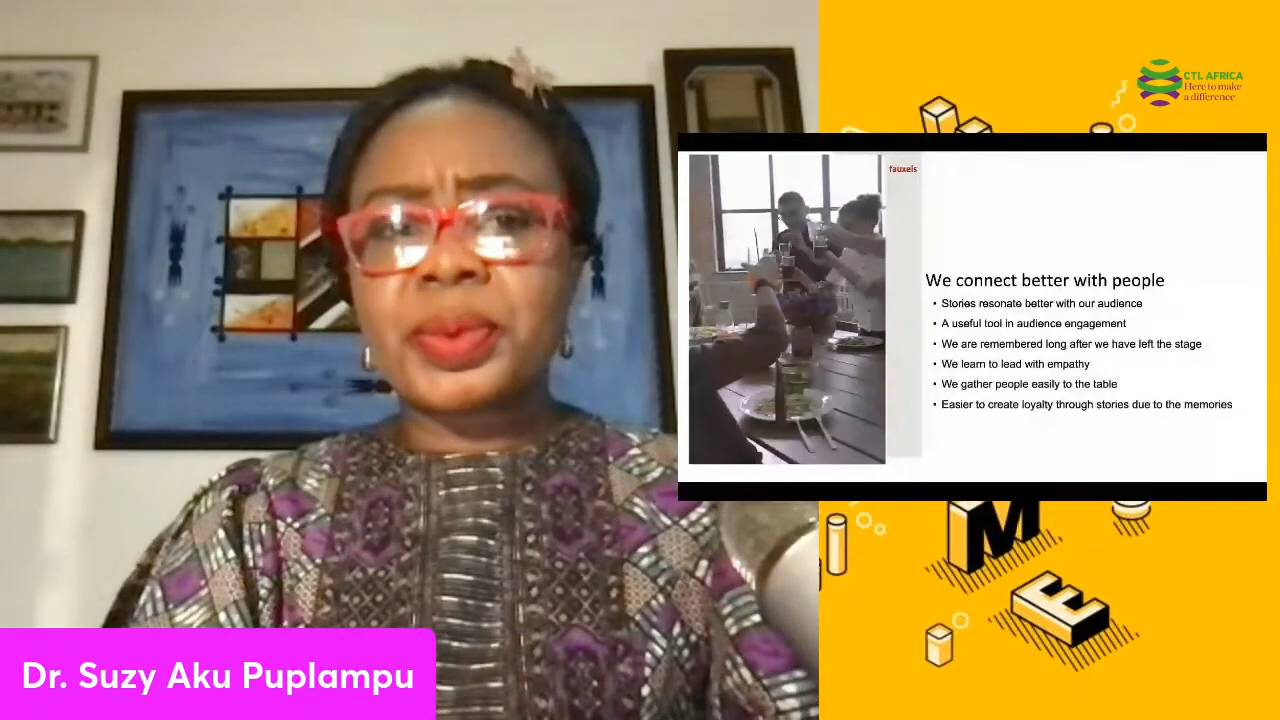 CTL AFRICA
Here to make
a difference
fauxels
We connect better with people
• Stories resonate better with our audience
• A useful tool in audience engagement
• We are remembered long after we have left the stage
• We learn to lead with empathy
• We gather people easily to the table
• Easier to create loyalty through stories due to the memories
M
E
Dr. Suzy Aku Puplampu